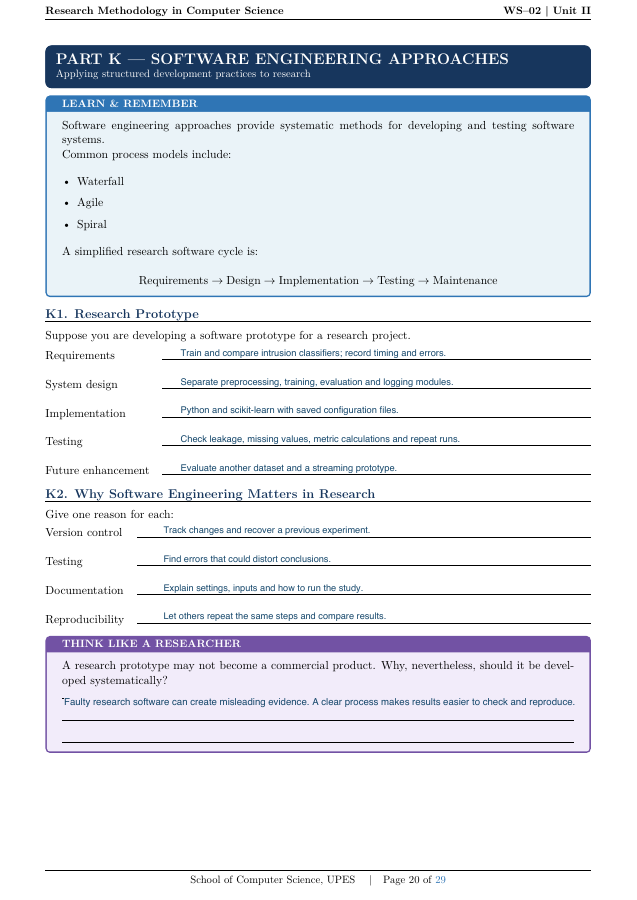 Research Methodology in Computer Science WS–02 | Unit II
PART K — SOFTWARE ENGINEERING APPROACHES
Applying structured development practices to research
LEARN & REMEMBER
Software engineering approaches provide systematic methods for developing and testing software
systems.
Common process models include:
• Waterfall
• Agile
• Spiral
A simplified research software cycle is:
Requirements → Design → Implementation → Testing → Maintenance
K1. Research Prototype
Suppose you are developing a software prototype for a research project.
Requirements Train and compare intrusion classifiers; record timing and errors.
System design Separate preprocessing, training, evaluation and logging modules.
Implementation Python and scikit-learn with saved configuration files.
Testing Check leakage, missing values, metric calculations and repeat runs.
Future enhancement Evaluate another dataset and a streaming prototype.
K2. Why Software Engineering Matters in Research
Give one reason for each:
Version control Track changes and recover a previous experiment.
Testing Find errors that could distort conclusions.
Documentation Explain settings, inputs and how to run the study.
Reproducibility Let others repeat the same steps and compare results.
THINK LIKE A RESEARCHER
A research prototype may not become a commercial product. Why, nevertheless, should it be devel-
oped systematically?
Faulty research software can create misleading evidence. A clear process makes results easier to check and reproduce.
School of Computer Science, UPES | Page 20 of 29